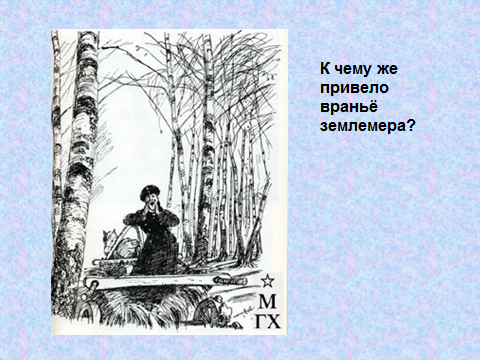 К чему же
привело
враньё
землемера?
М
ГХ